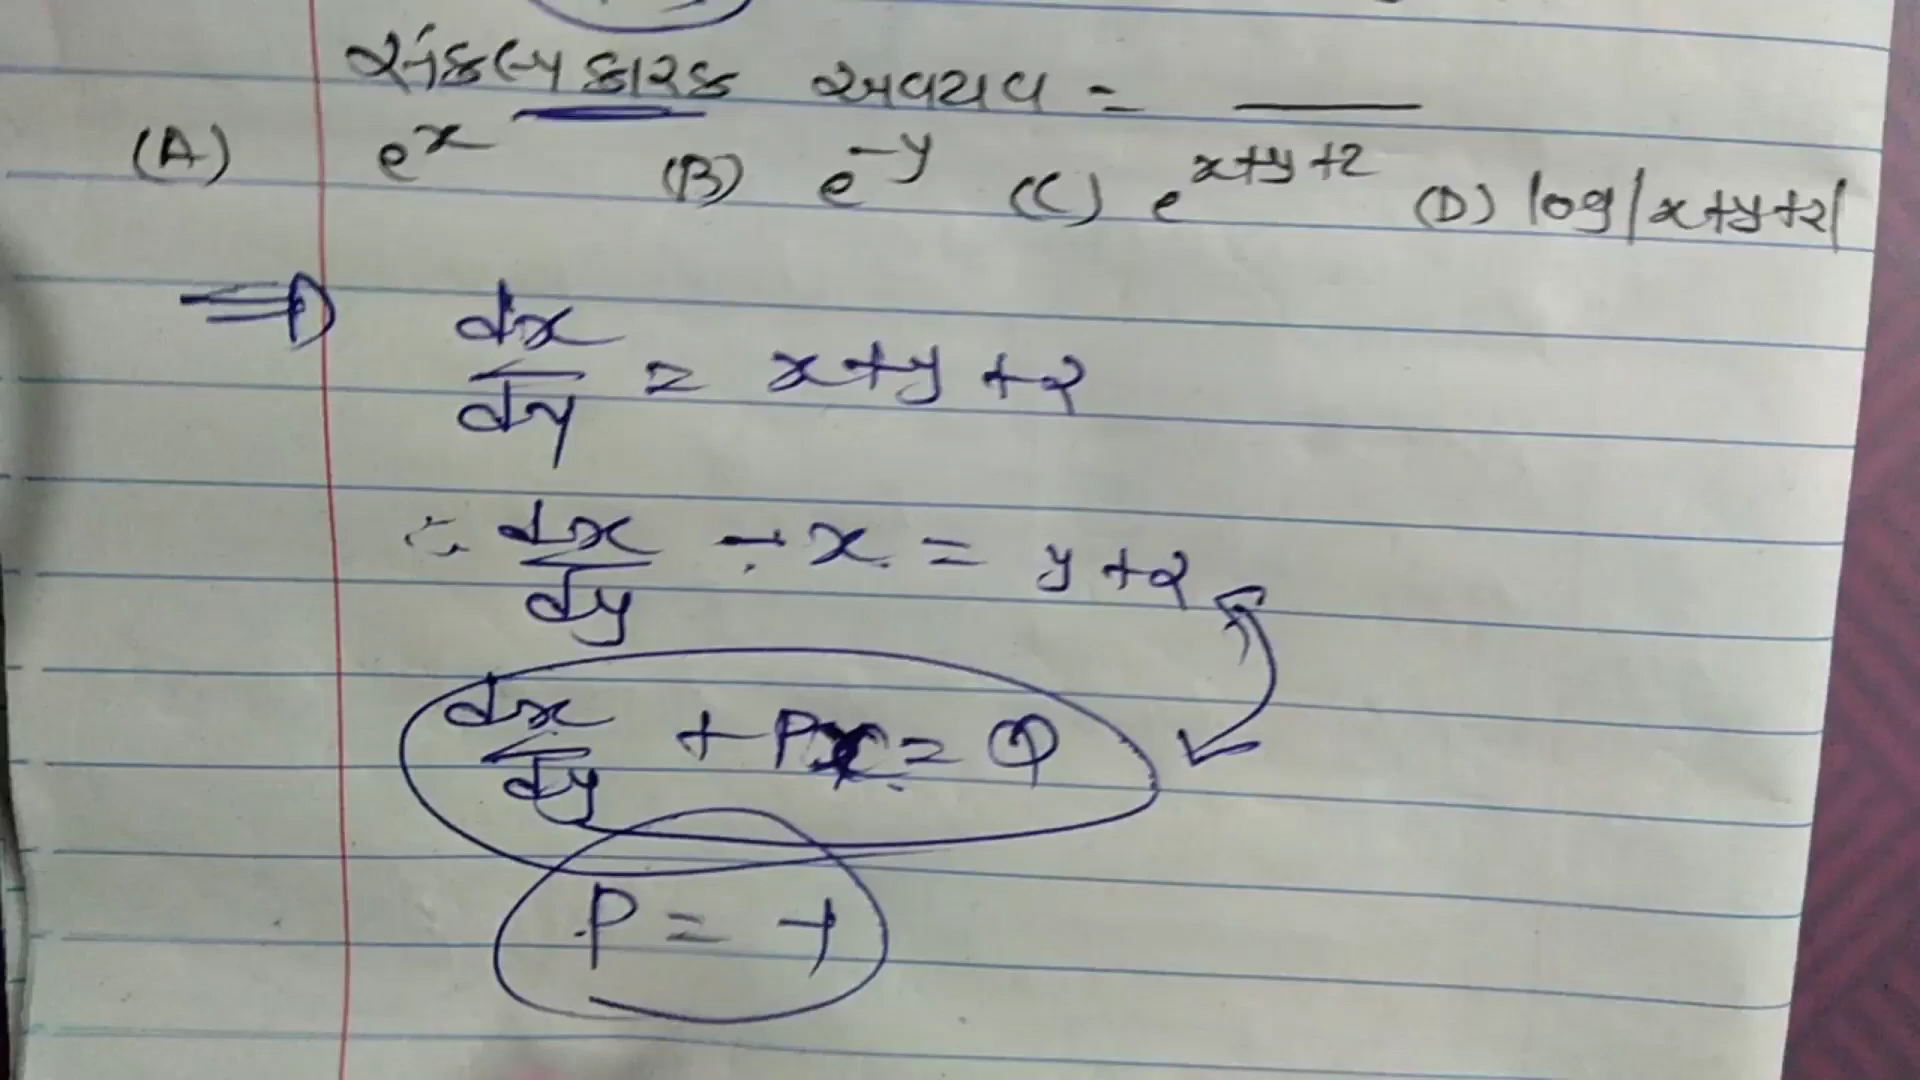 સંકલ્યકારક અવયવ = ____
(A) e^x (B) e^-y (C) e^x+y+2 (D) log|x+y+2|
⇒ dx/dy = x+y+2
∴ dx/dy - x = y+2
dx/dy + Px = Q
P = -1